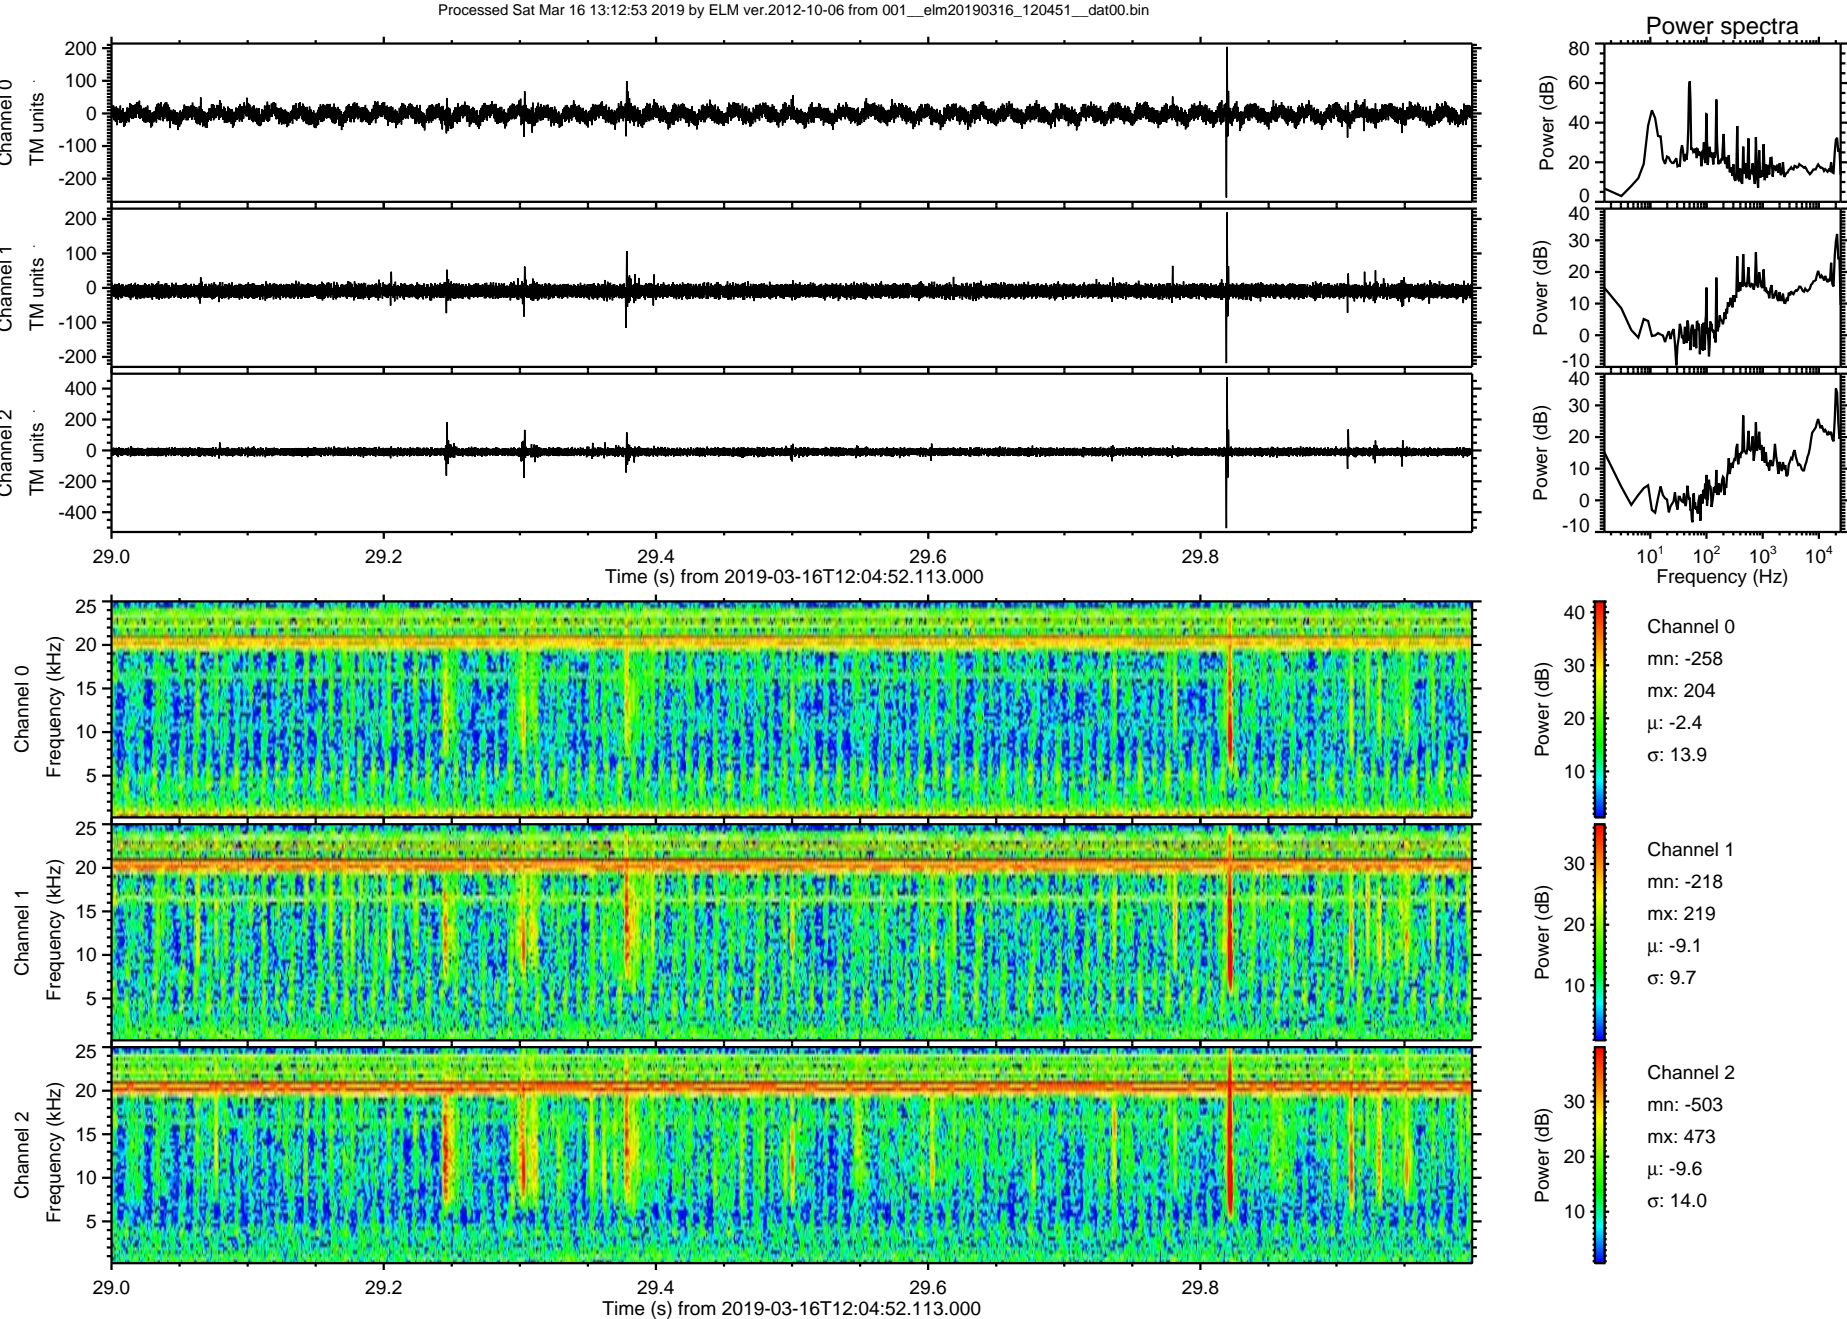 Processed Sat Mar 16 13:12:53 2019 by ELM ver.2012-10-06 from 001__elm20190316_120451__dat00.bin
Power spectra
Channel 0
TM units
200
100
0
-100
-200
Power (dB)
80
60
40
20
0
Channel 1
TM units
200
100
0
-100
-200
Power (dB)
40
30
20
10
0
-10
Channel 2
TM units
400
200
0
-200
-400
Power (dB)
40
30
20
10
0
-10
29.0 29.2 29.4 29.6 29.8
Time (s) from 2019-03-16T12:04:52.113.000
10¹ 10² 10³ 10⁴
Frequency (Hz)
Channel 0
Frequency (kHz)
25
20
15
10
5
Power (dB)
40
30
20
10
Channel 0
mn: -258
mx: 204
μ: -2.4
σ: 13.9
Channel 1
Frequency (kHz)
25
20
15
10
5
Power (dB)
30
20
10
Channel 1
mn: -218
mx: 219
μ: -9.1
σ: 9.7
Channel 2
Frequency (kHz)
25
20
15
10
5
Power (dB)
30
20
10
Channel 2
mn: -503
mx: 473
μ: -9.6
σ: 14.0
29.0 29.2 29.4 29.6 29.8
Time (s) from 2019-03-16T12:04:52.113.000